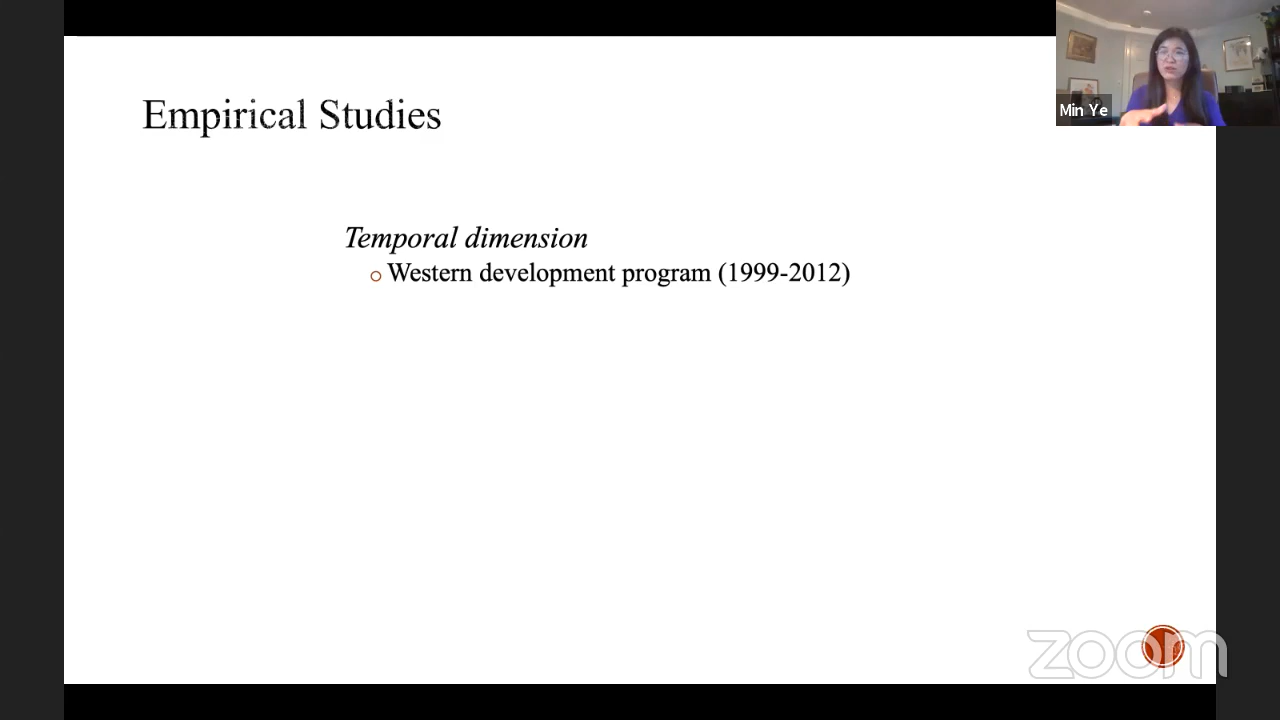 Empirical Studies
Min Ye
Temporal dimension
Western development program (1999-2012)
zoom